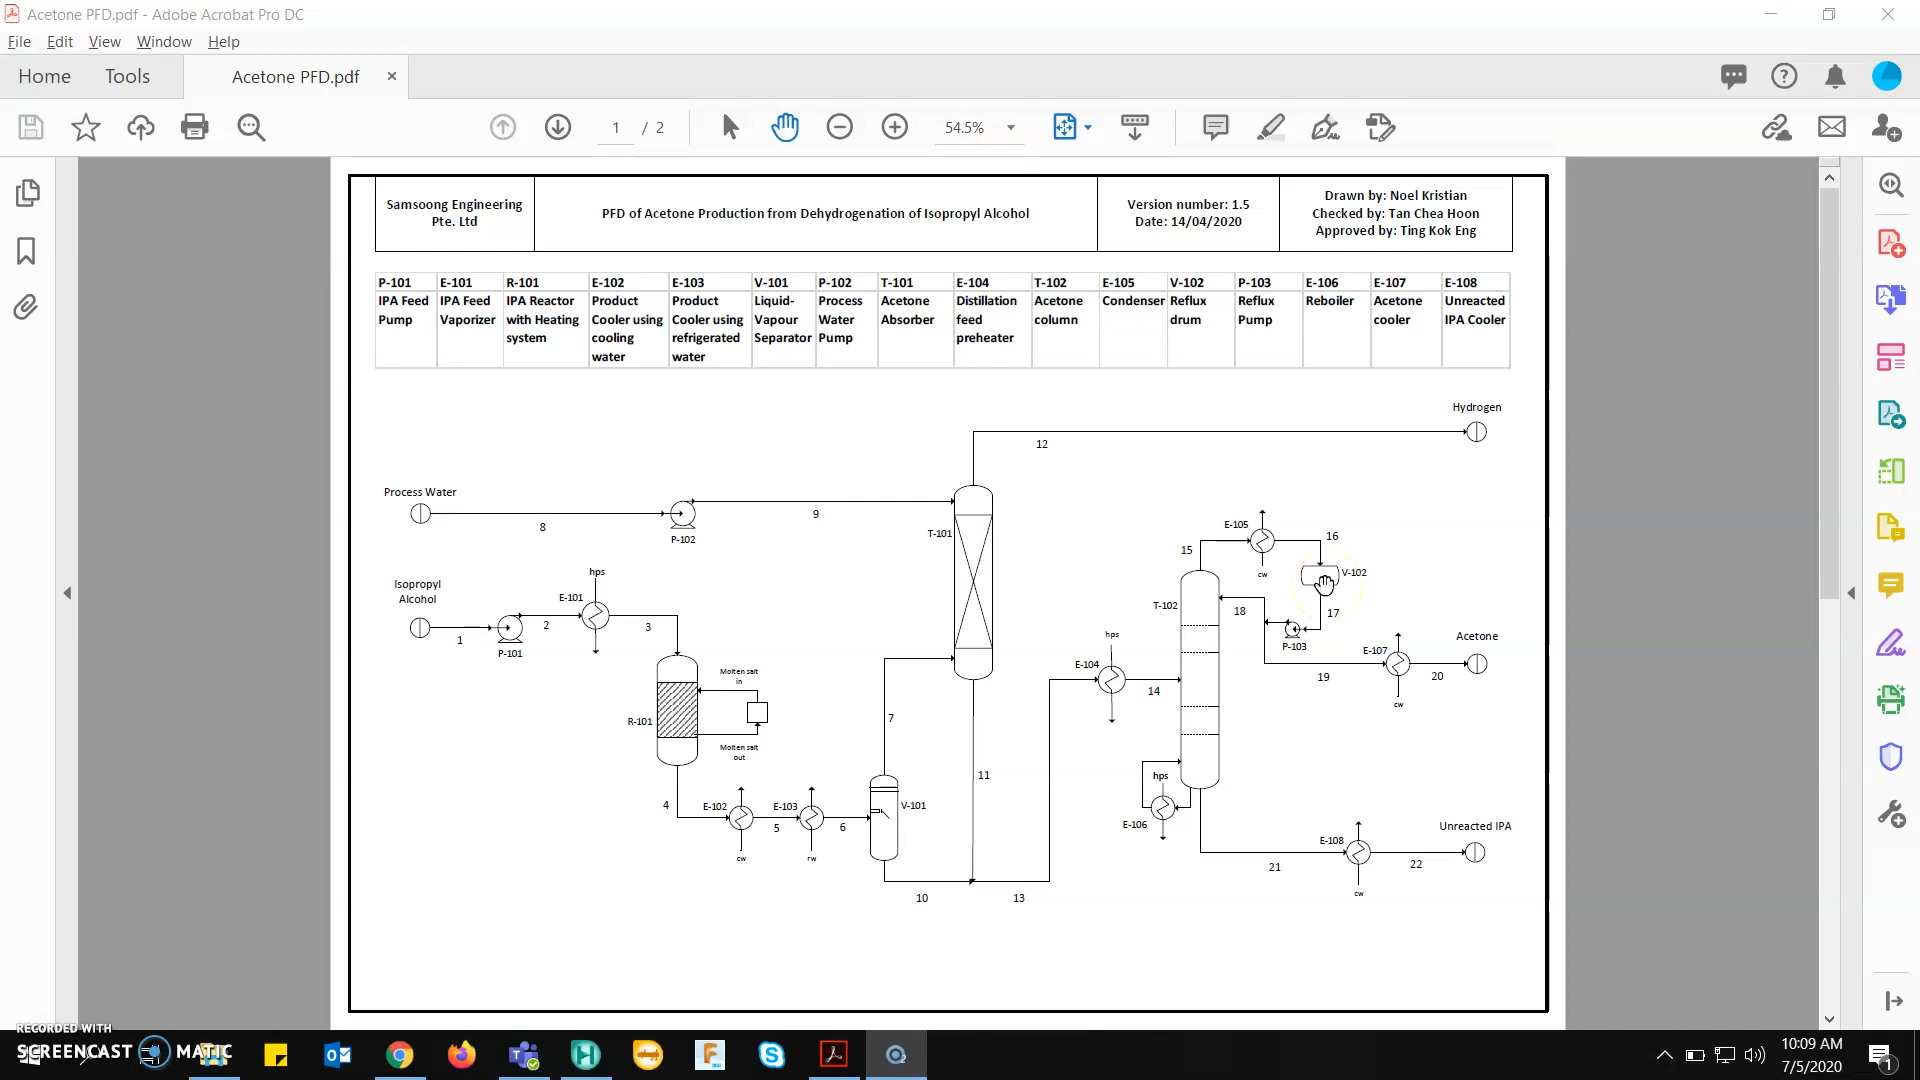 Acetone PFD.pdf - Adobe Acrobat Pro DC
File Edit View Window Help
Home Tools Acetone PFD.pdf ×
1 / 2 54.5%
Samsoong Engineering
Pte. Ltd
PFD of Acetone Production from Dehydrogenation of Isopropyl Alcohol
Version number: 1.5
Date: 14/04/2020
Drawn by: Noel Kristian
Checked by: Tan Chea Hoon
Approved by: Ting Kok Eng
P-101 E-101 R-101 E-102 E-103 V-101 P-102 T-101 E-104 T-102 E-105 V-102 P-103 E-106 E-107 E-108
IPA Feed IPA Feed IPA Reactor Product Product Liquid- Process Acetone Distillation Acetone Condenser Reflux Reflux Reboiler Acetone Unreacted
Pump Vaporizer with Heating Cooler using Cooler using Vapour Water Absorber feed column drum Pump cooler IPA Cooler
system cooling refrigerated Separator Pump preheater
water water
Hydrogen
12
Process Water
8
P-102
9
T-101
E-105
15
16
cw
V-102
Isopropyl
Alcohol
hps
E-101
1
P-101
2
3
T-102
18
17
P-103
Acetone
E-107
19
20
cw
hps
E-104
14
Molten salt
in
R-101
Molten salt
out
7
11
4
E-102
5
E-103
6
V-101
cw
rw
hps
E-106
Unreacted IPA
E-108
21
22
cw
10
13
RECORDED WITH
SCREENCAST MATIC
10:09 AM
7/5/2020
1